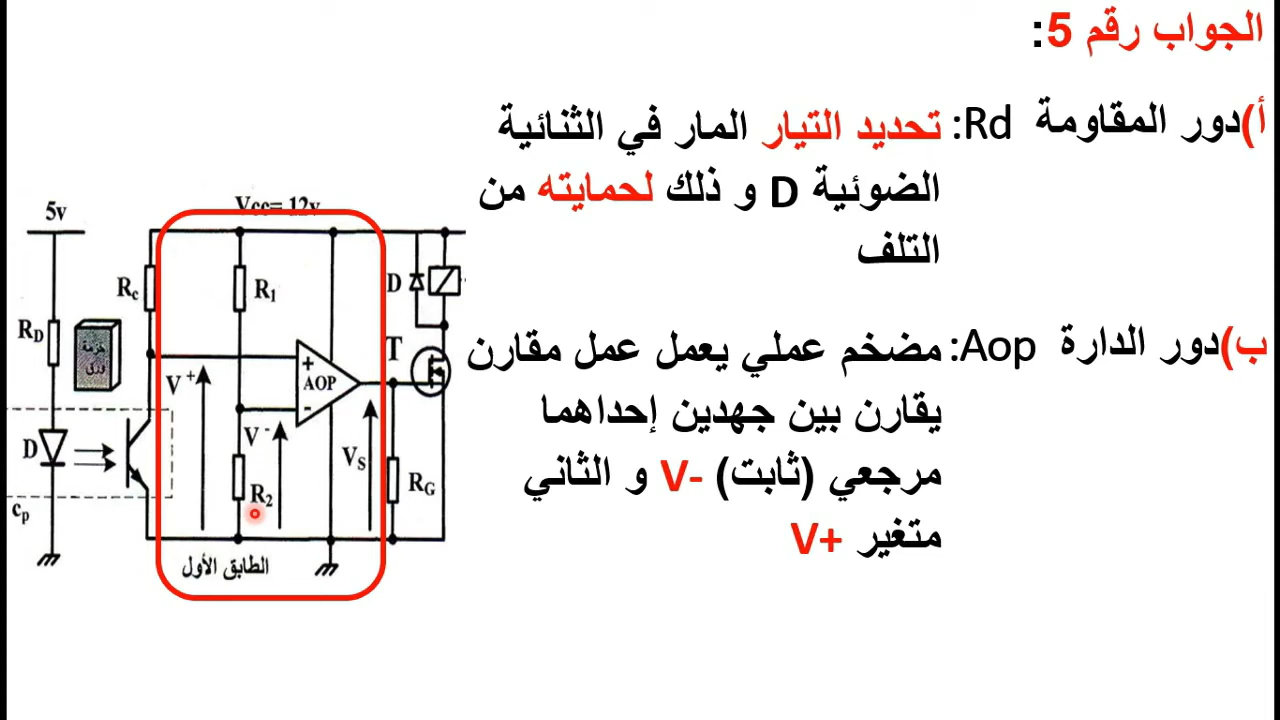 الجواب رقم 5:
أ)دور المقاومة Rd: تحديد التيار المار في الثنائية
الضوئية D و ذلك لحمايته من
التلف
ب)دور الدارة Aop: مضخم عملي يعمل عمل مقارن
يقارن بين جهدين إحداهما
مرجعي (ثابت) V- و الثاني
متغير V+
5v
Vcc= 12v
Rc
R1
D
RD
حزمة
ورق
T
+
AOP
-
V+
V-
D
Vs
R2
RG
cp
الطابق الأول